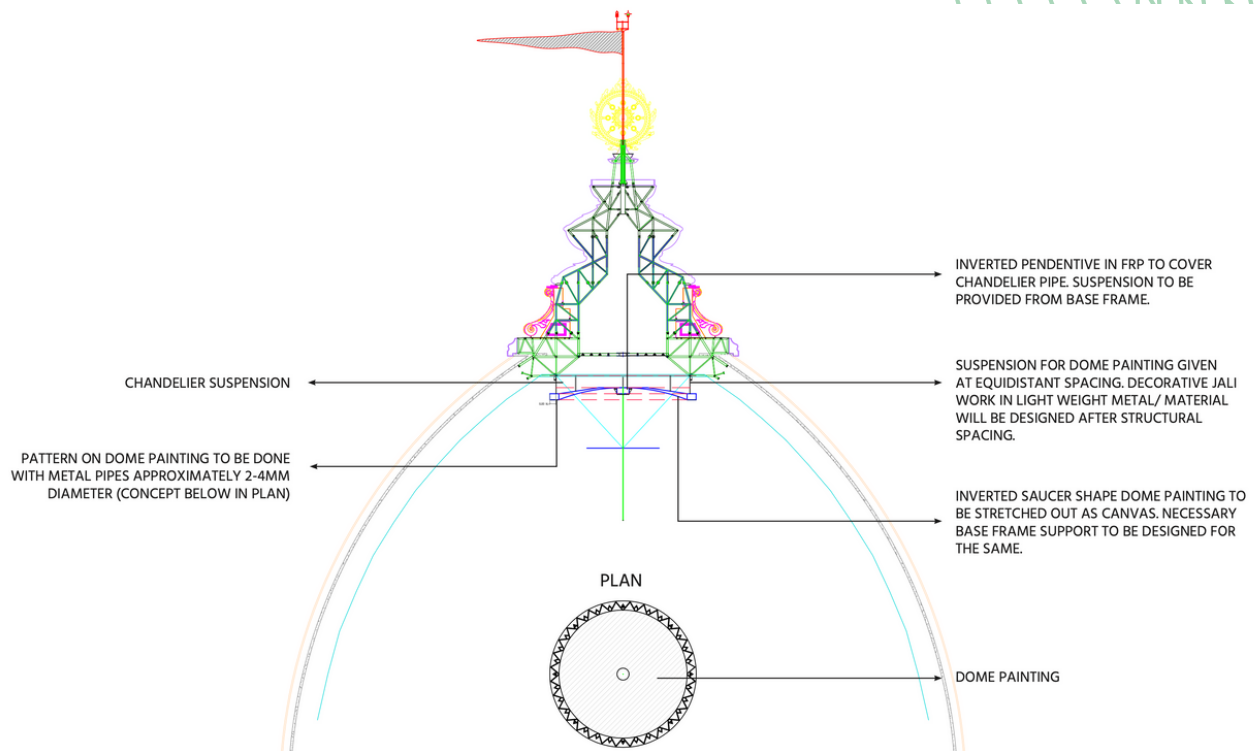 INVERTED PENDENTIVE IN FRP TO COVER
CHANDELIER PIPE. SUSPENSION TO BE
PROVIDED FROM BASE FRAME.
CHANDELIER SUSPENSION
SUSPENSION FOR DOME PAINTING GIVEN
AT EQUIDISTANT SPACING. DECORATIVE JALI
WORK IN LIGHT WEIGHT METAL/ MATERIAL
WILL BE DESIGNED AFTER STRUCTURAL
SPACING.
PATTERN ON DOME PAINTING TO BE DONE
WITH METAL PIPES APPROXIMATELY 2-4MM
DIAMETER (CONCEPT BELOW IN PLAN)
INVERTED SAUCER SHAPE DOME PAINTING TO
BE STRETCHED OUT AS CANVAS. NECESSARY
BASE FRAME SUPPORT TO BE DESIGNED FOR
THE SAME.
PLAN
DOME PAINTING